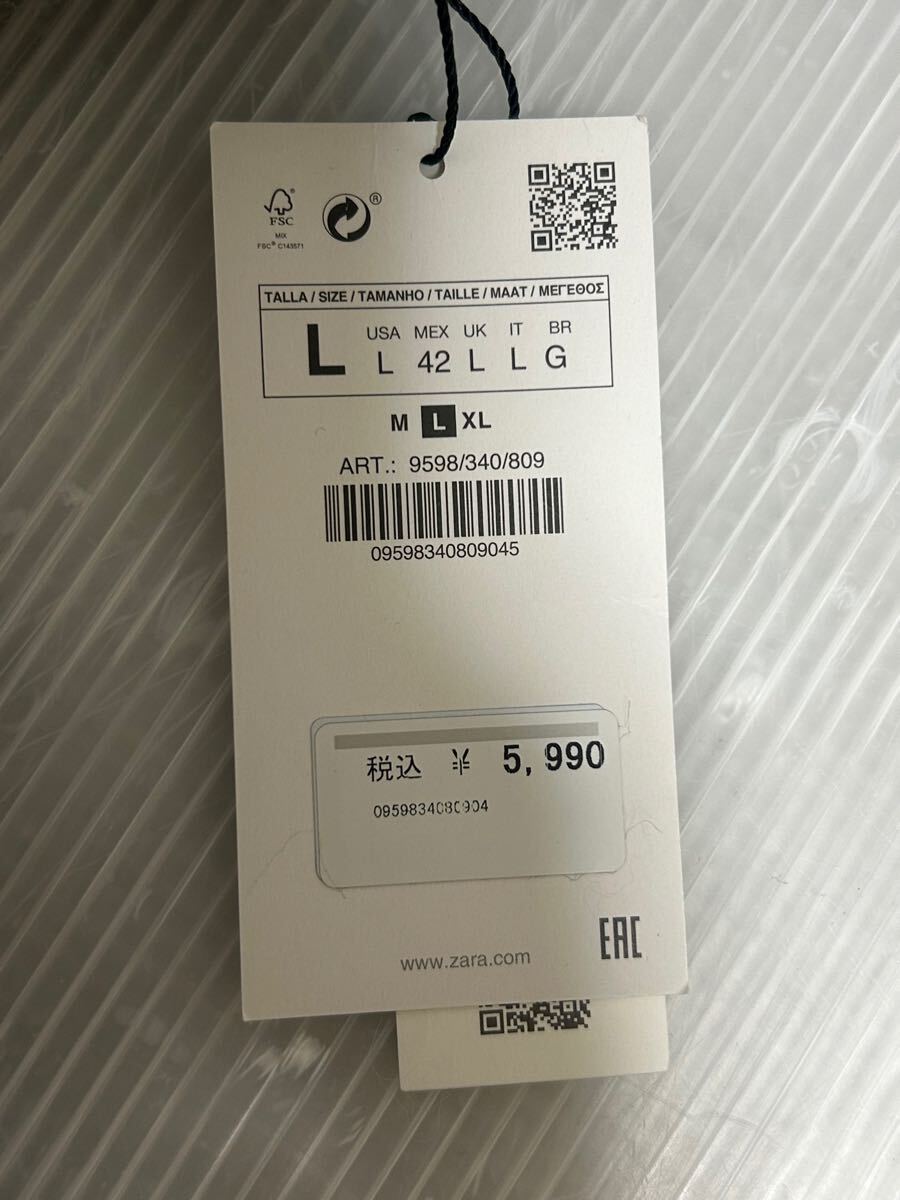 FSC®
MIX
FSC® C143571
®
TALLA / SIZE / TAMANHO / TAILLE / MAAT / ΜΕΓΕΘΟΣ
L
USA MEX UK IT BR
L 42 L L G
M L XL
ART.: 9598/340/809
09598340809045
税込 ¥ 5,990
0959834080904
www.zara.com
EAC